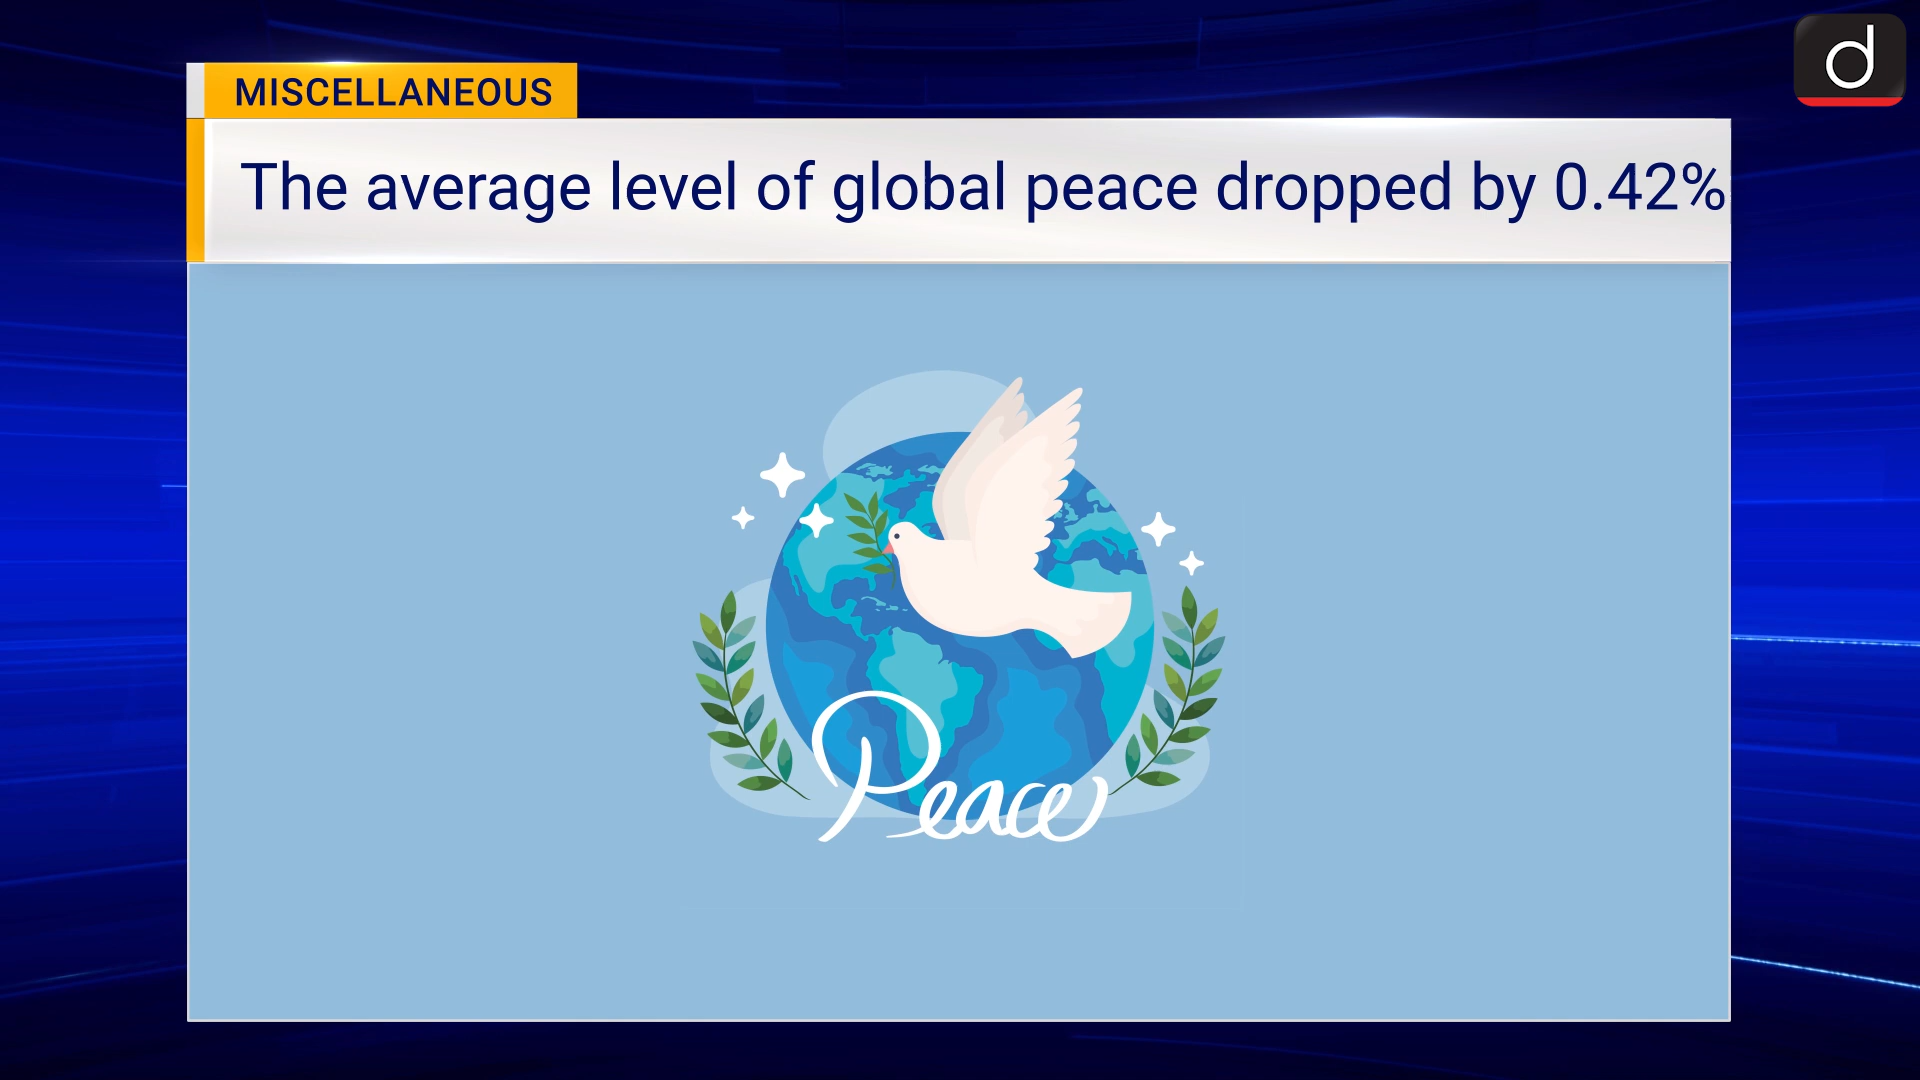 MISCELLANEOUS
The average level of global peace dropped by 0.42%
Peace
d